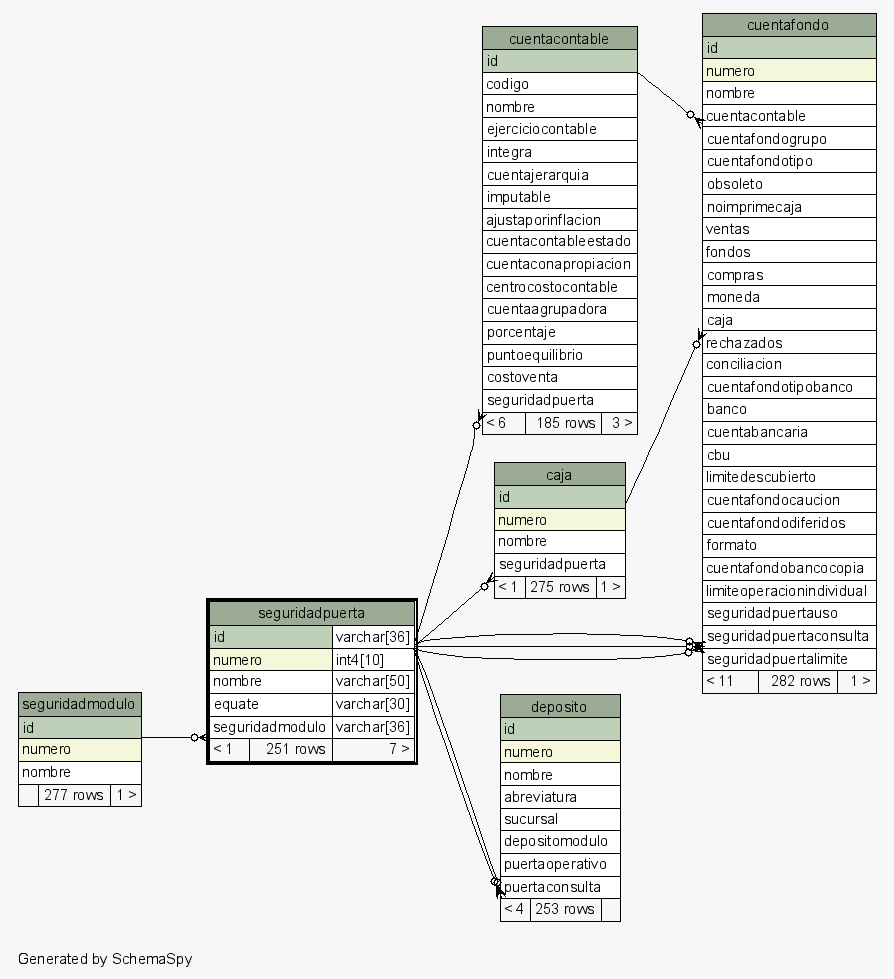 cuentacontable
id
codigo
nombre
ejerciciocontable
integra
cuentajerarquia
imputable
ajustaporinflacion
cuentacontableestado
cuentaconapropiacion
centrocostocontable
cuentaagrupadora
porcentaje
puntoequilibrio
costoventa
seguridadpuerta
< 6 185 rows 3 >
cuentafondo
id
numero
nombre
cuentacontable
cuentafondogrupo
cuentafondotipo
obsoleto
noimprimecaja
ventas
fondos
compras
moneda
caja
rechazados
conciliacion
cuentafondotipobanco
banco
cuentabancaria
cbu
limitedescubierto
cuentafondocaucion
cuentafondodiferidos
formato
cuentafondobancocopia
limiteoperacionindividual
seguridadpuertauso
seguridadpuertaconsulta
seguridadpuertalimite
< 11 282 rows 1 >
caja
id
numero
nombre
seguridadpuerta
< 1 275 rows 1 >
seguridadpuerta
id varchar[36]
numero int4[10]
nombre varchar[50]
equate varchar[30]
seguridadmodulo varchar[36]
< 1 251 rows 7 >
seguridadmodulo
id
numero
nombre
277 rows 1 >
deposito
id
numero
nombre
abreviatura
sucursal
depositomodulo
puertaoperativo
puertaconsulta
< 4 253 rows
Generated by SchemaSpy